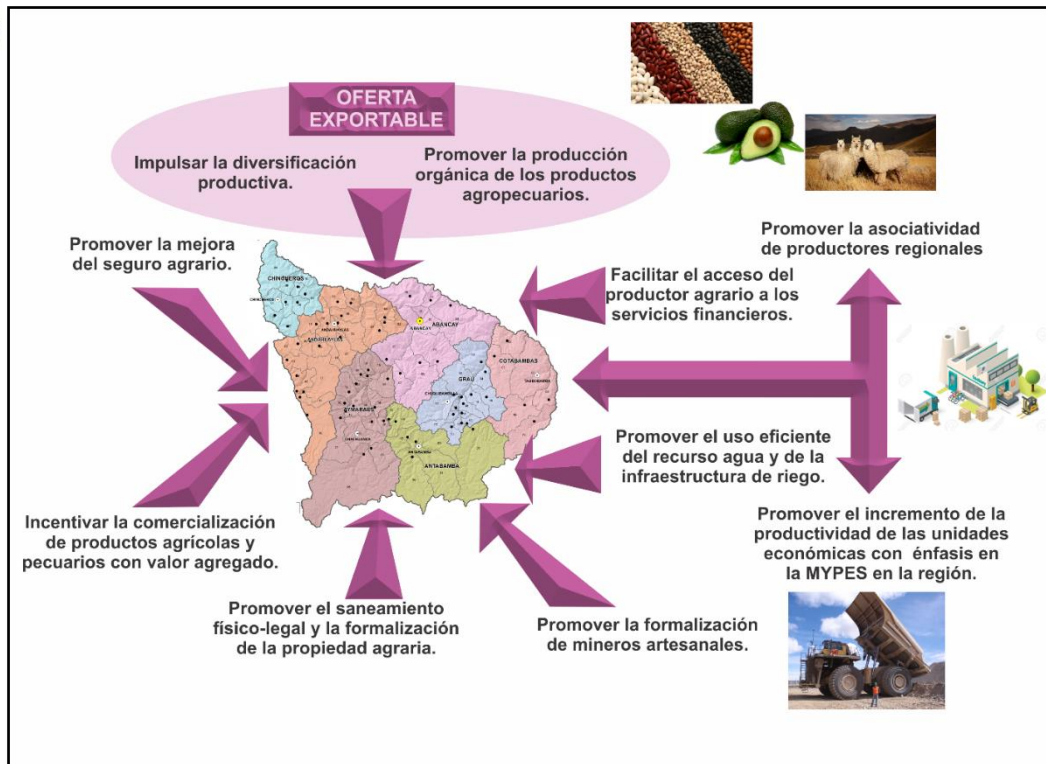 OFERTA
EXPORTABLE
Impulsar la diversificación
productiva.
Promover la producción
orgánica de los productos
agropecuarios.
Promover la mejora
del seguro agrario.
Promover la asociatividad
de productores regionales
Facilitar el acceso del
productor agrario a los
servicios financieros.
CHINCHEROS
ABANCAY
ABANCAY
COTABAMBAS
GRAU
ANTABAMBA
Promover el uso eficiente
del recurso agua y de la
infraestructura de riego.
Incentivar la comercialización
de productos agrícolas y
pecuarios con valor agregado.
Promover el incremento de la
productividad de las unidades
económicas con énfasis en
la MYPES en la región.
Promover el saneamiento
físico-legal y la formalización
de la propiedad agraria.
Promover la formalización
de mineros artesanales.